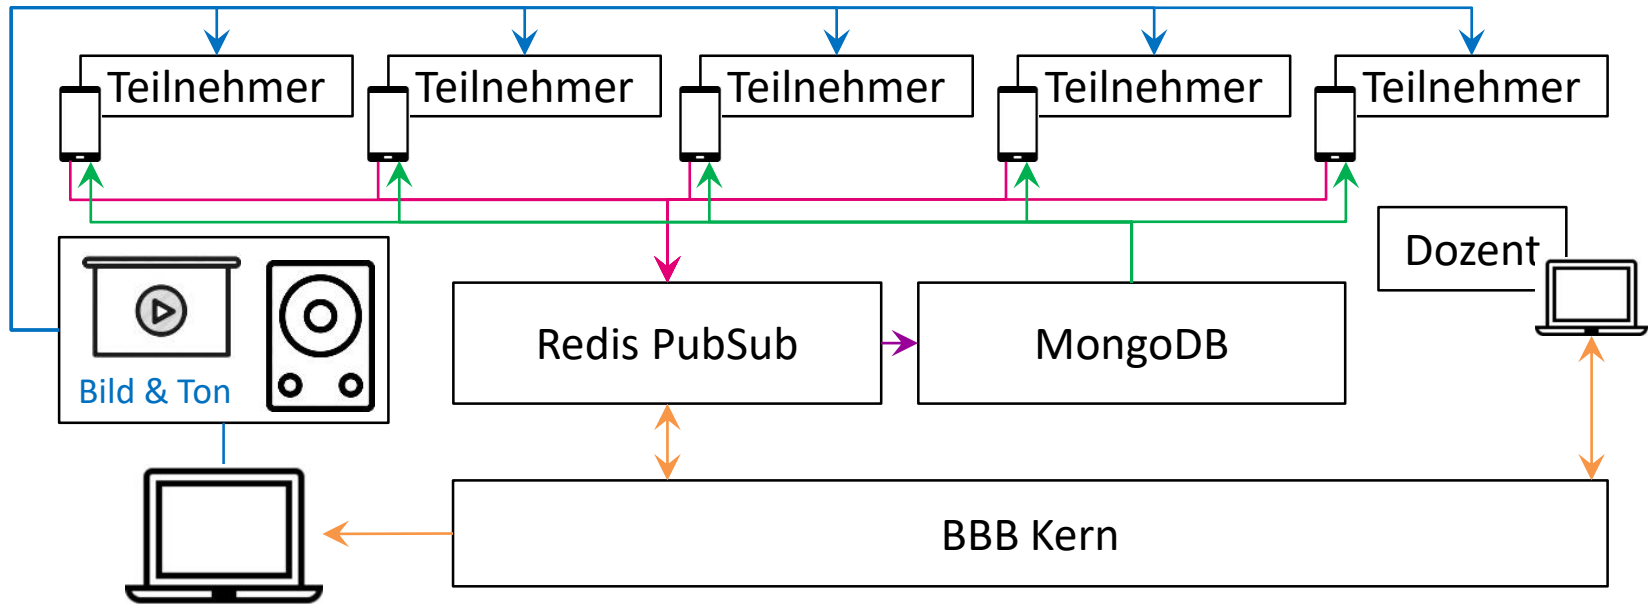 Teilnehmer
Teilnehmer
Teilnehmer
Teilnehmer
Teilnehmer
Dozent
Redis PubSub
MongoDB
Bild & Ton
BBB Kern